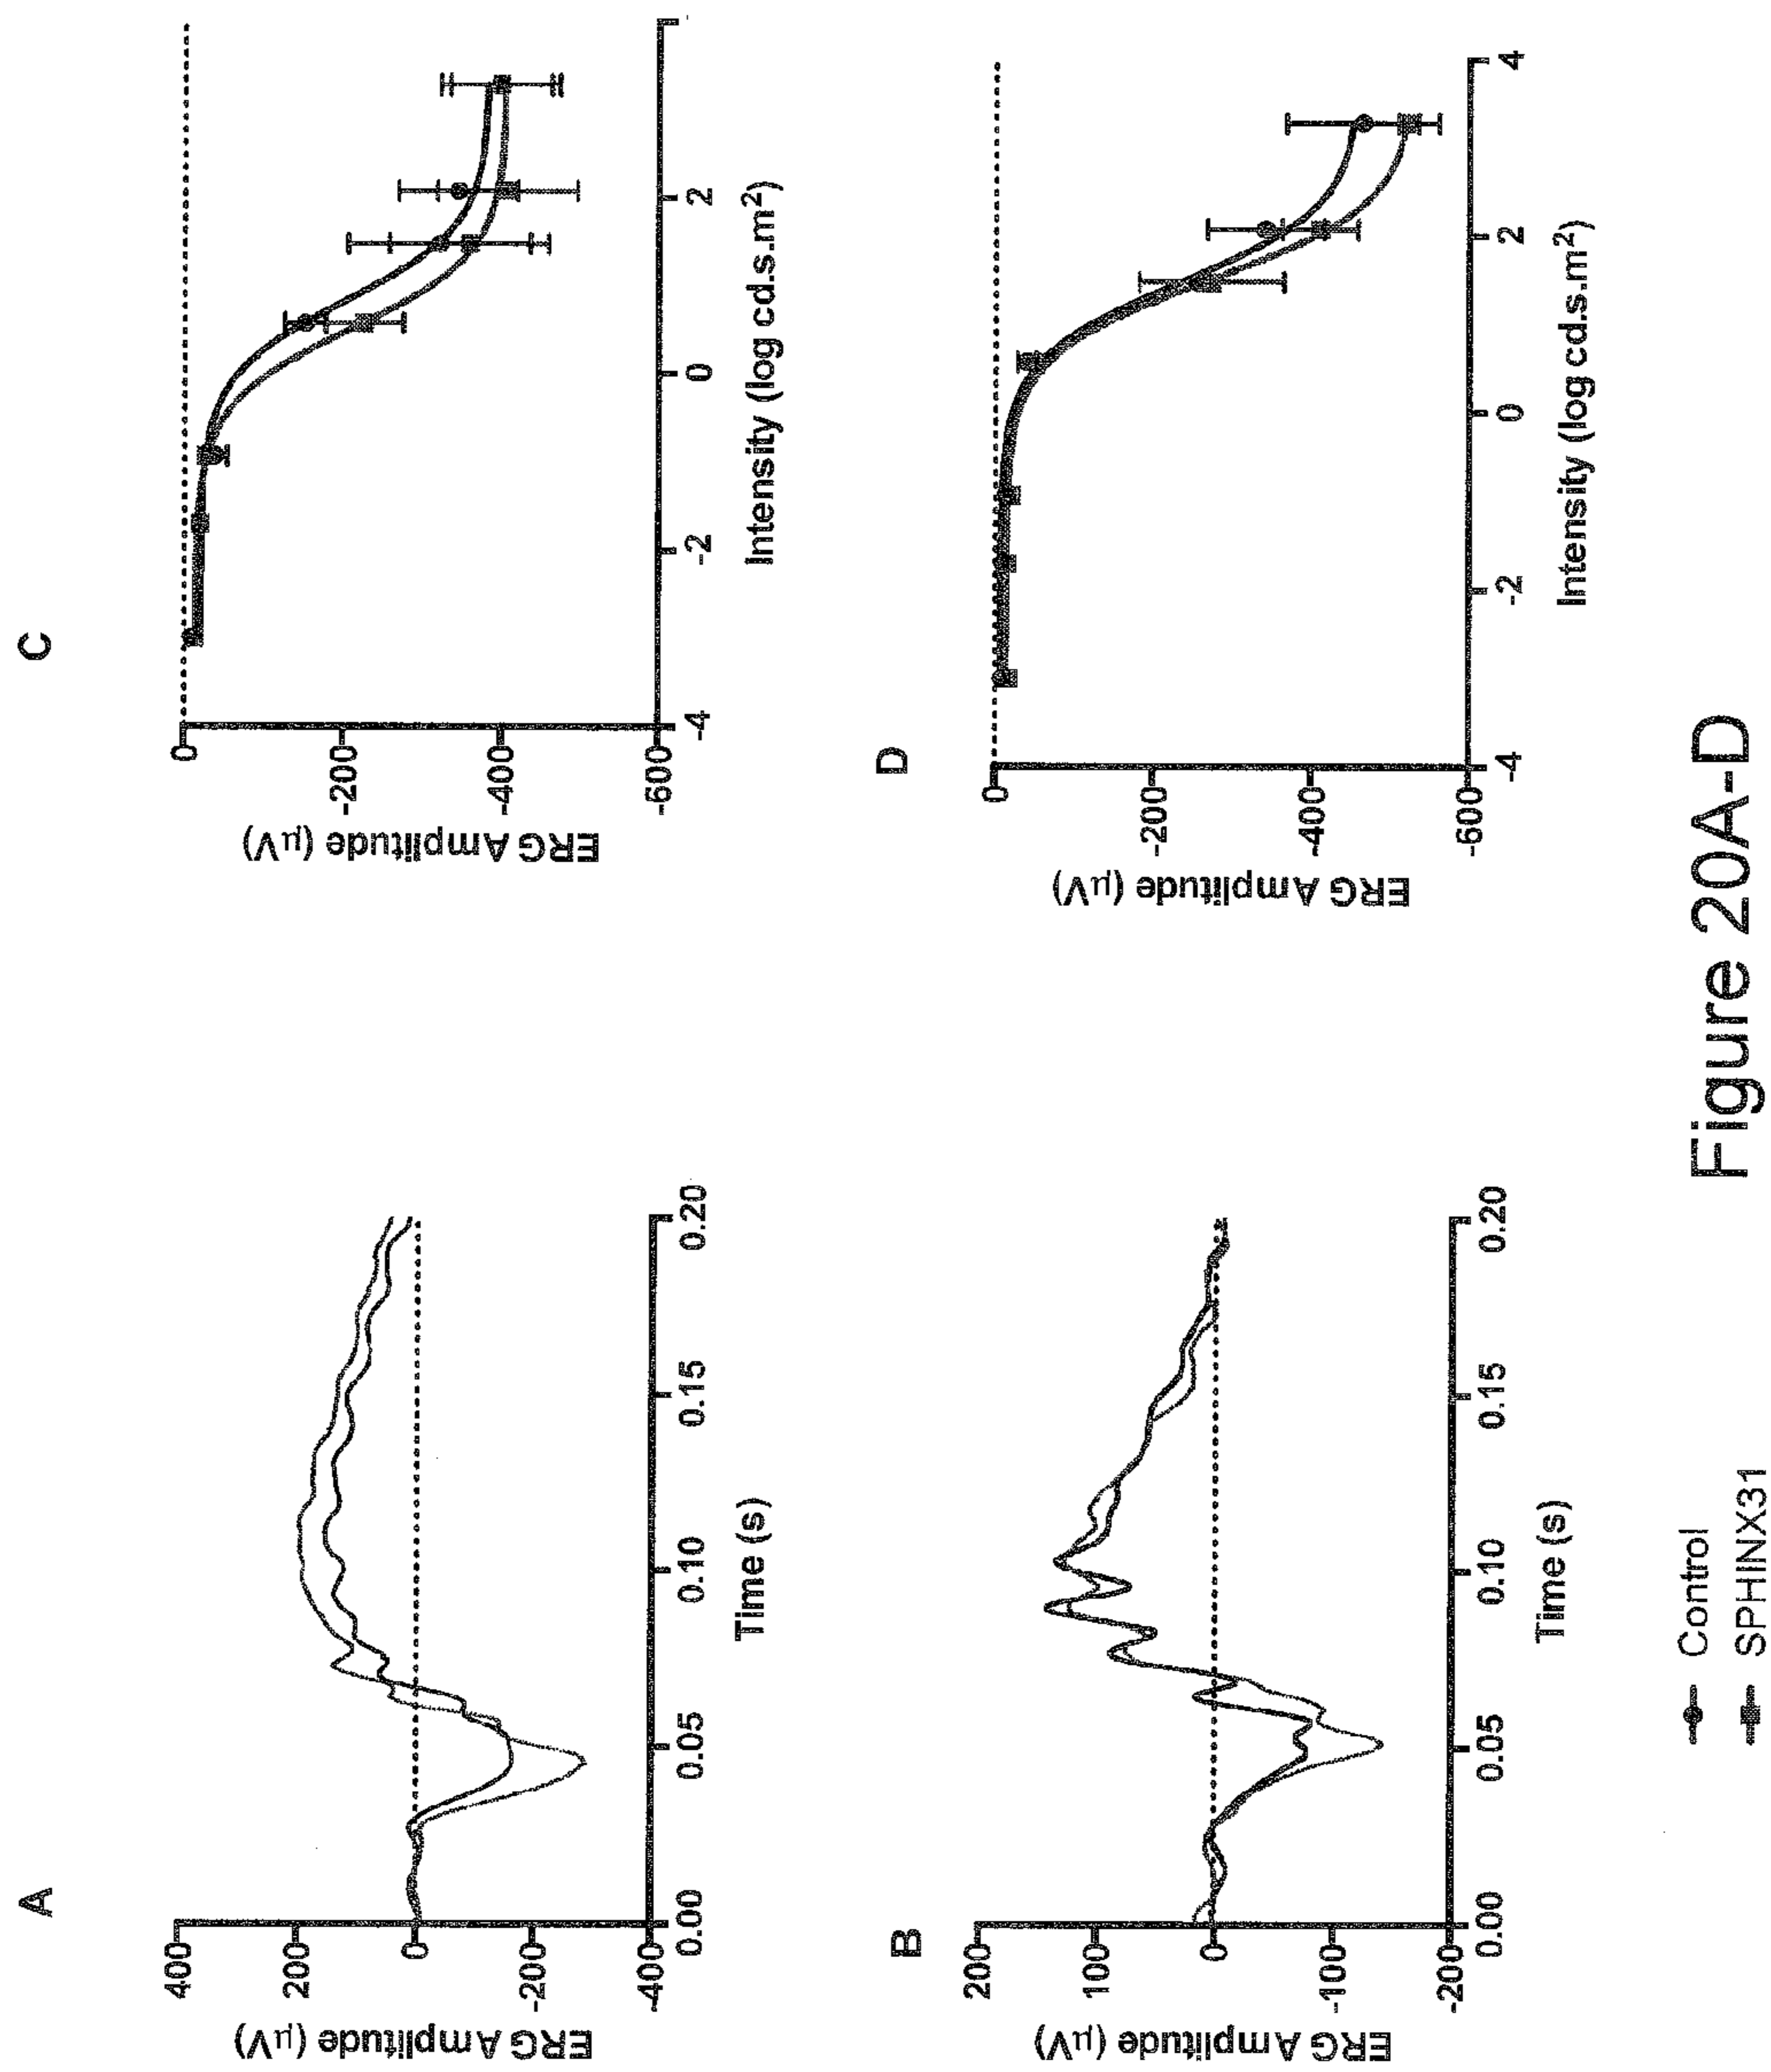 A
400
200
0
-200
-400
ERG Amplitude (µV)
0.00
0.05
0.10
0.15
0.20
Time (s)
C
0
-200
-400
-600
ERG Amplitude (µV)
-4
-2
0
2
Intensity (log cd.s.m²)
B
200
100
0
-100
-200
ERG Amplitude (µV)
0.00
0.05
0.10
0.15
0.20
Time (s)
D
0
-200
-400
-600
ERG Amplitude (µV)
-4
-2
0
2
4
Intensity (log cd.s.m²)
Control
SPHINX31
Figure 20A-D